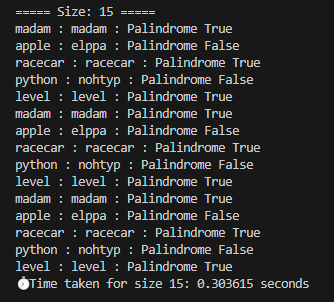 ===== Size: 15 =====
madam : madam : Palindrome True
apple : elppa : Palindrome False
racecar : racecar : Palindrome True
python : nohtyp : Palindrome False
level : level : Palindrome True
madam : madam : Palindrome True
apple : elppa : Palindrome False
racecar : racecar : Palindrome True
python : nohtyp : Palindrome False
level : level : Palindrome True
madam : madam : Palindrome True
apple : elppa : Palindrome False
racecar : racecar : Palindrome True
python : nohtyp : Palindrome False
level : level : Palindrome True
⏱Time taken for size 15: 0.303615 seconds